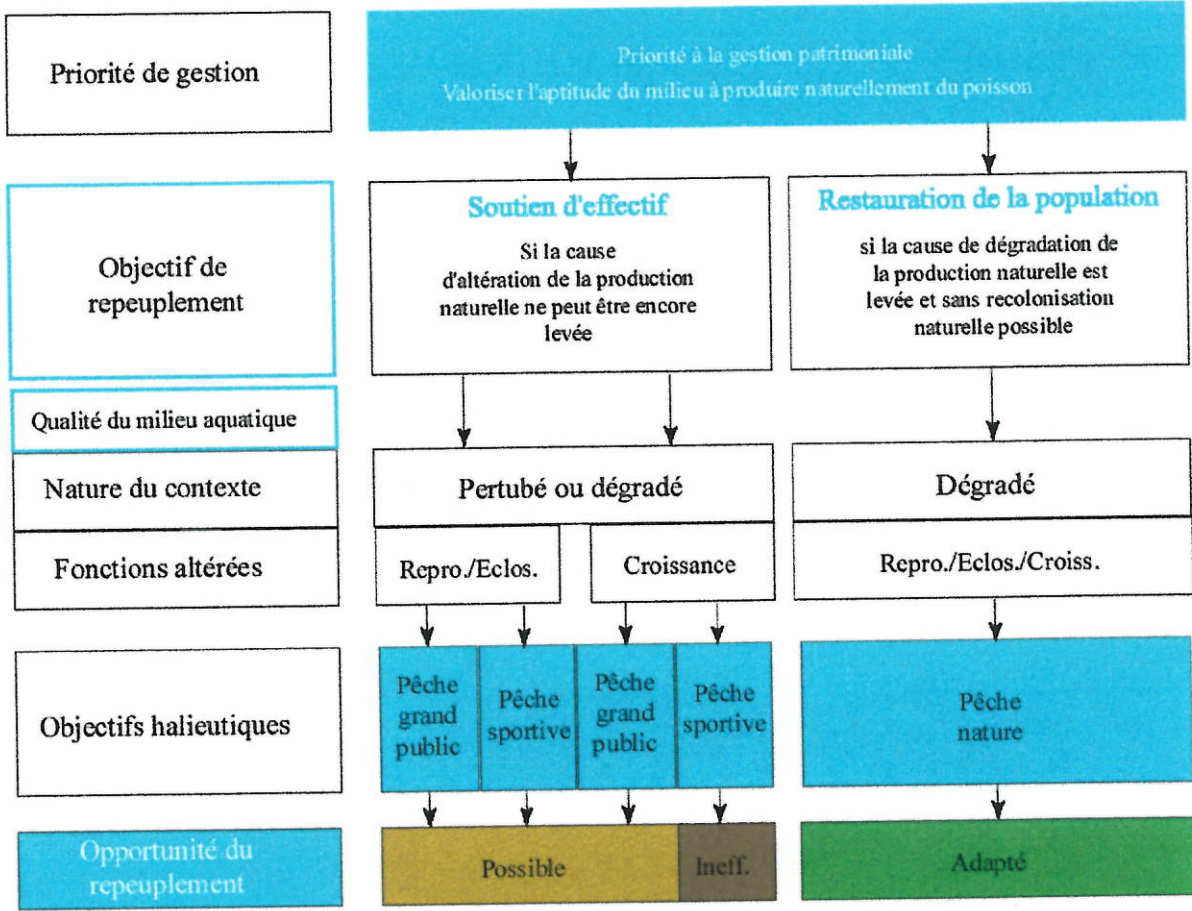 Priorité de gestion
Priorité à la gestion patrimoniale
Valoriser l'aptitude du milieu à produire naturellement du poisson
Objectif de
repeuplement
Soutien d'effectif
Si la cause
d'altération de la production
naturelle ne peut être encore
levée
Restauration de la population
si la cause de dégradation de
la production naturelle est
levée et sans recolonisation
naturelle possible
Qualité du milieu aquatique
Nature du contexte
Pertubé ou dégradé
Dégradé
Fonctions altérées
Repro./Eclos.
Croissance
Repro./Eclos./Croiss.
Objectifs halieutiques
Pêche
grand
public
Pêche
sportive
Pêche
grand
public
Pêche
sportive
Pêche
nature
Opportunité du
repeuplement
Possible
Ineff.
Adapté